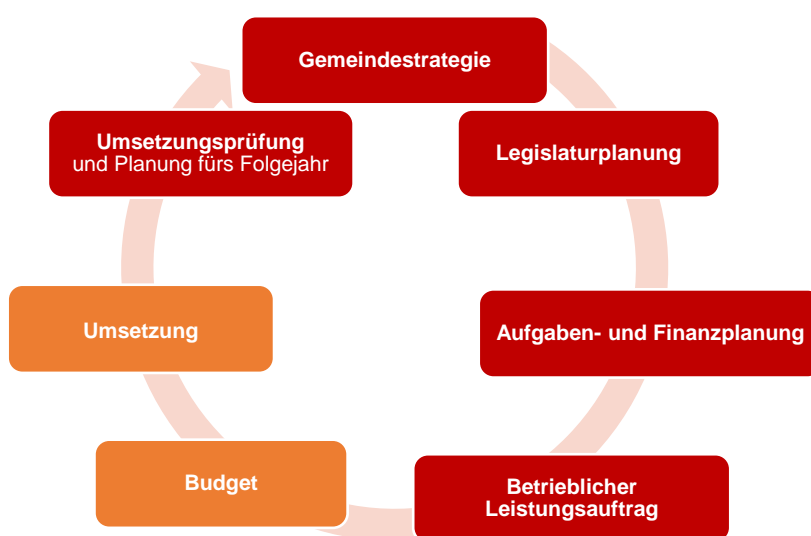 Gemeindestrategie
Legislaturplanung
Aufgaben- und Finanzplanung
Betrieblicher
Leistungsauftrag
Budget
Umsetzung
Umsetzungsprüfung
und Planung fürs Folgejahr